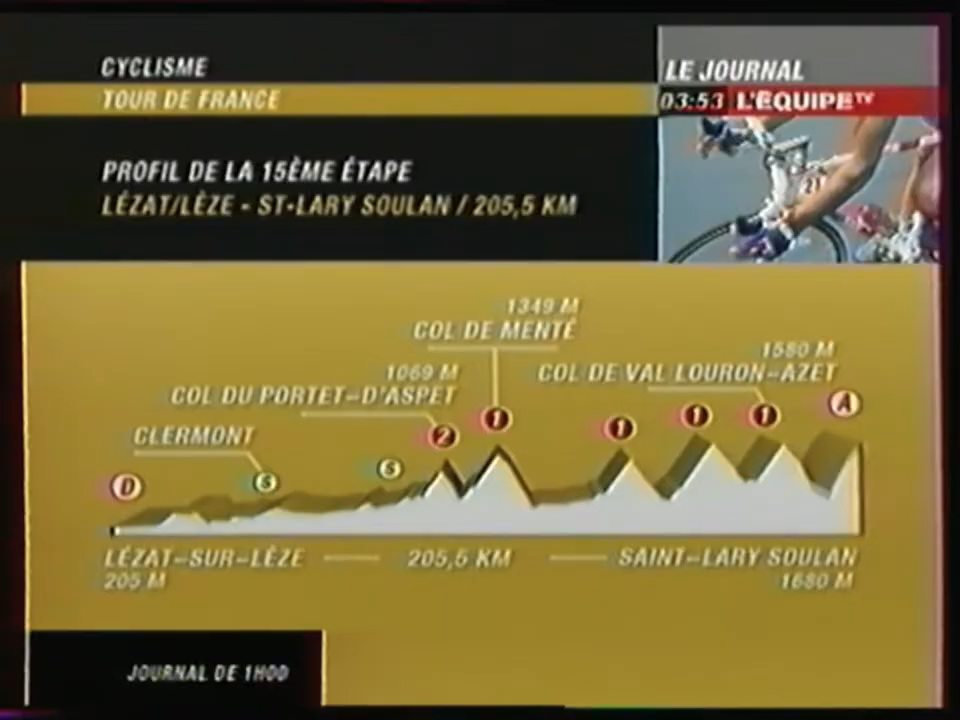 CYCLISME
LE JOURNAL
TOUR DE FRANCE
03:53 L'ÉQUIPE TV
PROFIL DE LA 15ÈME ÉTAPE
LÉZAT/LÈZE - ST-LARY SOULAN / 205,5 KM
21
1349 M
COL DE MENTÉ
1069 M
1580 M
COL DU PORTET-D'ASPET
COL DE VAL LOURON-AZET
CLERMONT
A
1
1
1
1
2
S
S
D
LÉZAT-SUR-LÈZE
205,5 KM
SAINT-LARY SOULAN
205 M
1680 M
JOURNAL DE 1H00